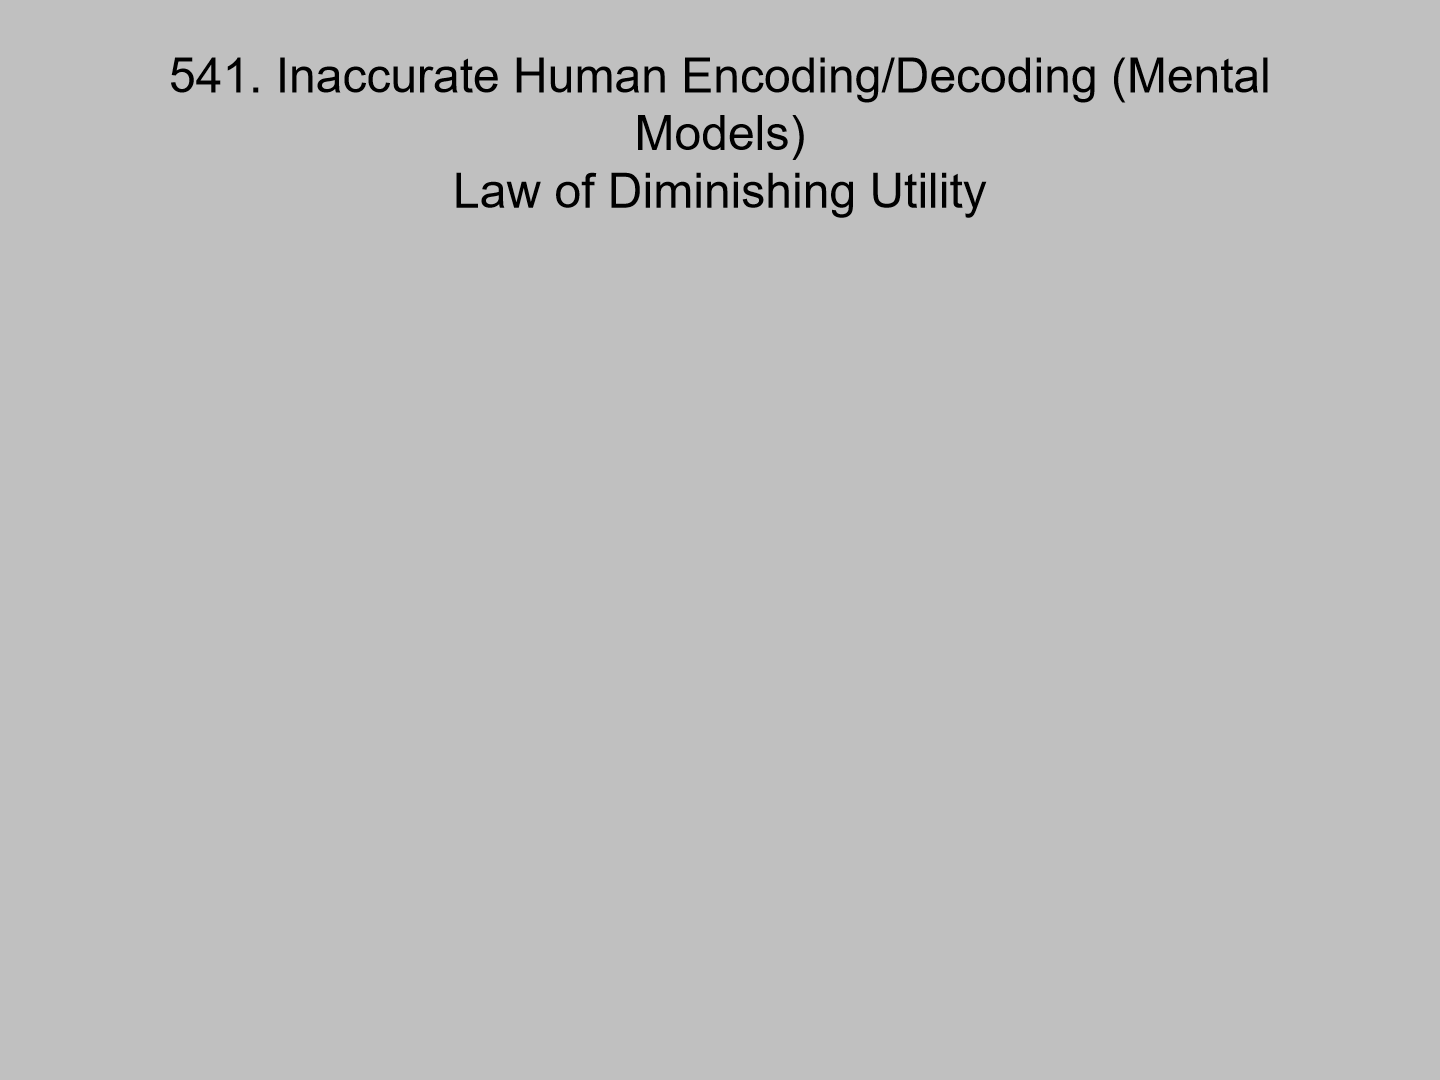 541. Inaccurate Human Encoding/Decoding (Mental
Models)
Law of Diminishing Utility